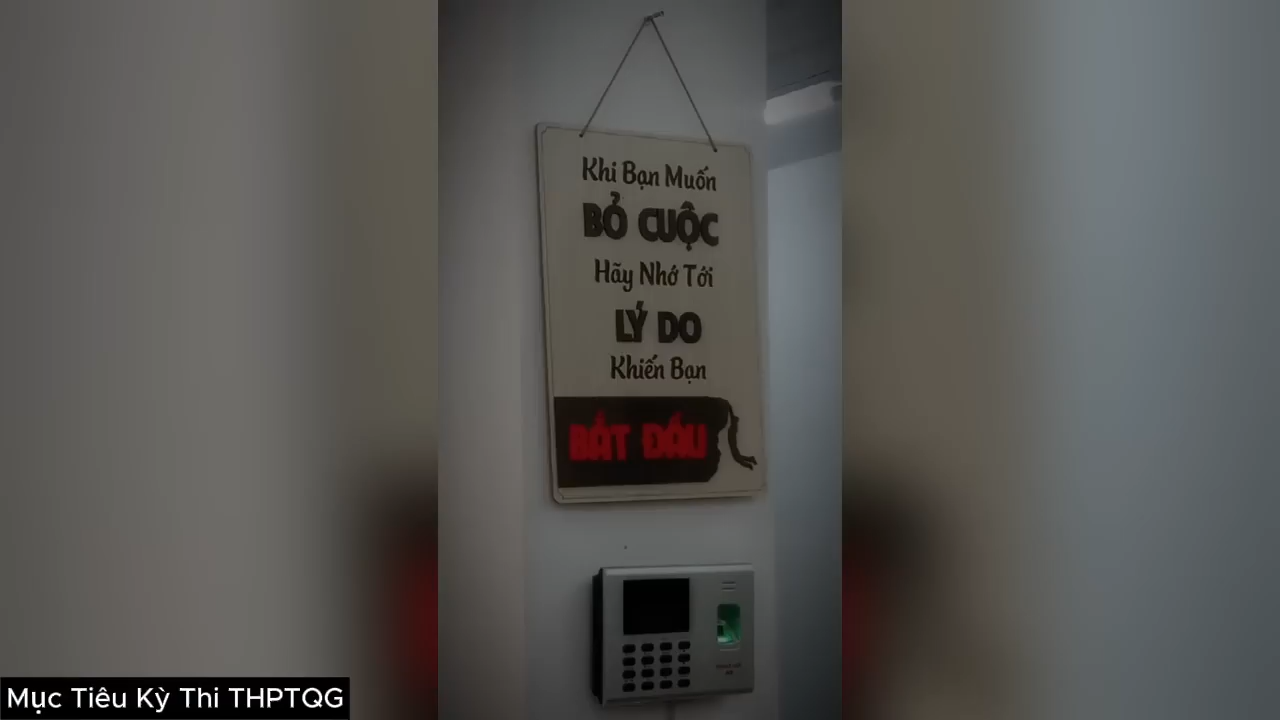 Khi Bạn Muốn
BỎ CUỘC
Hãy Nhớ Tới
LÝ DO
Khiến Bạn
BẮT ĐẦU
Mục Tiêu Kỳ Thi THPTQG